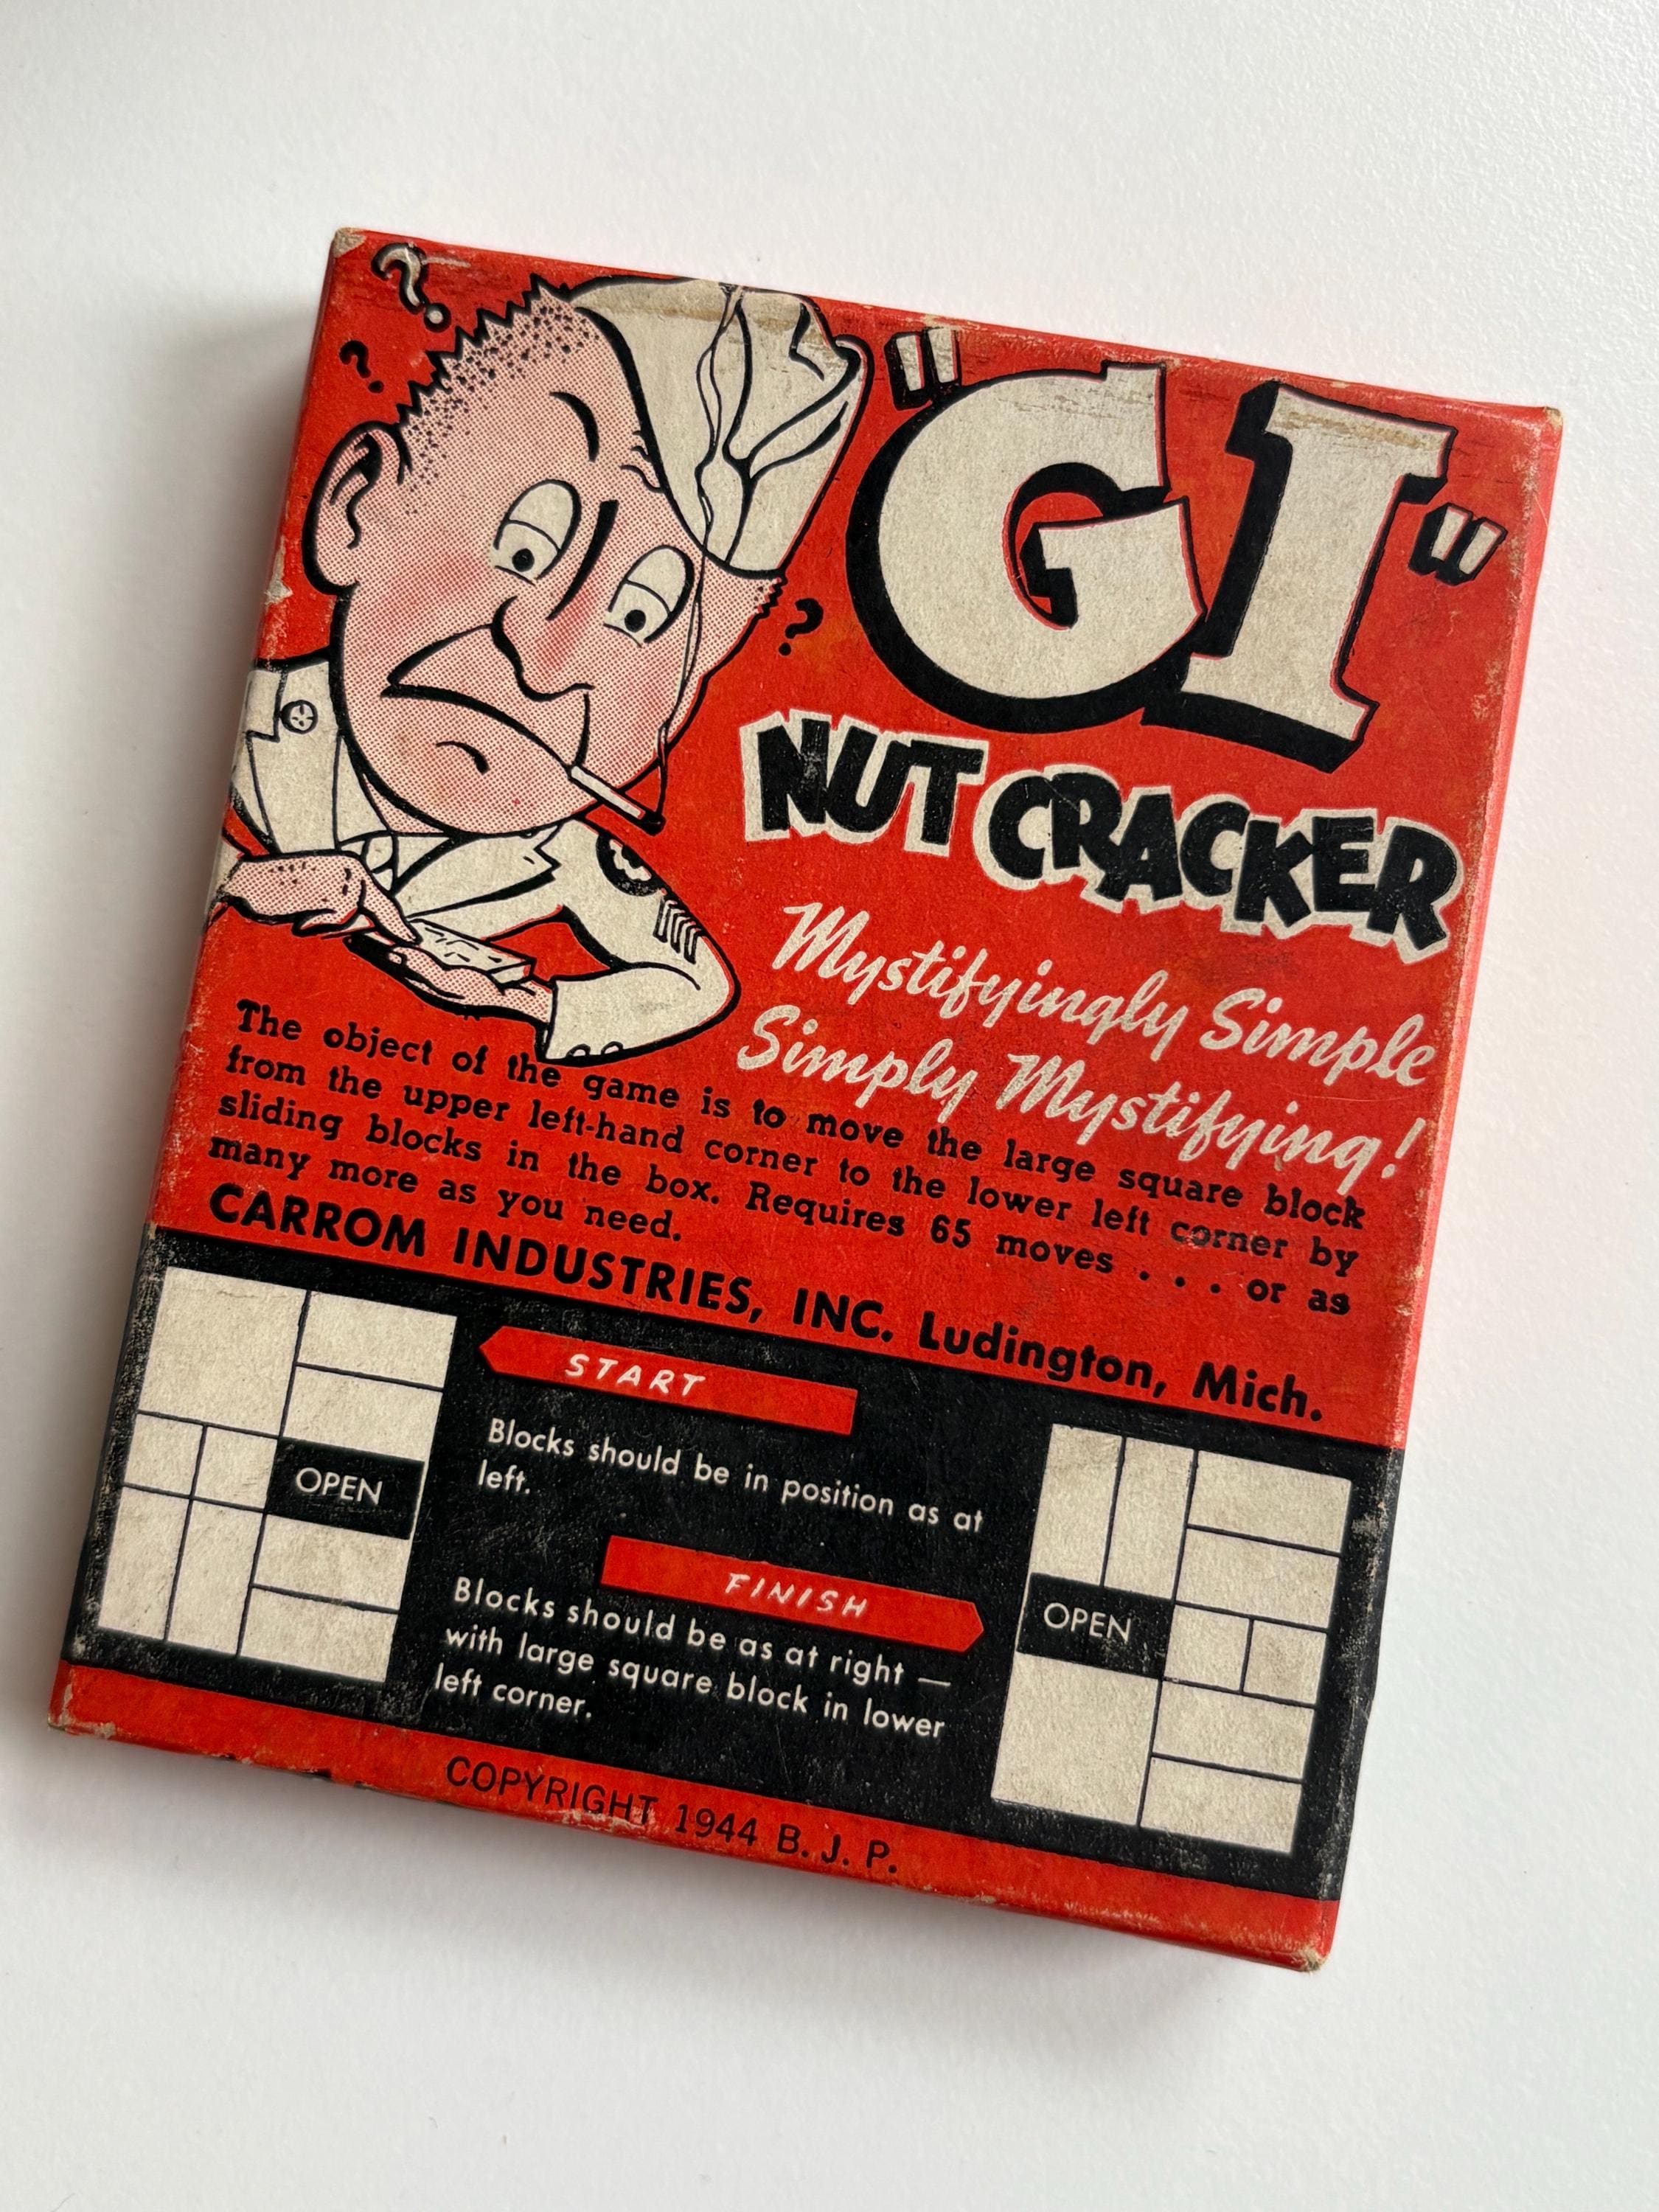 "GI"
NUT CRACKER
Mystifyingly Simple
Simply Mystifying!
The object of the game is to move the large square block
from the upper left-hand corner to the lower left corner by
sliding blocks in the box. Requires 65 moves . . . or as
many more as you need.
CARROM INDUSTRIES, INC. Ludington, Mich.
START
Blocks should be in position as at
left.
OPEN
FINISH
Blocks should be as at right —
with large square block in lower
left corner.
OPEN
COPYRIGHT 1944 B. J. P.